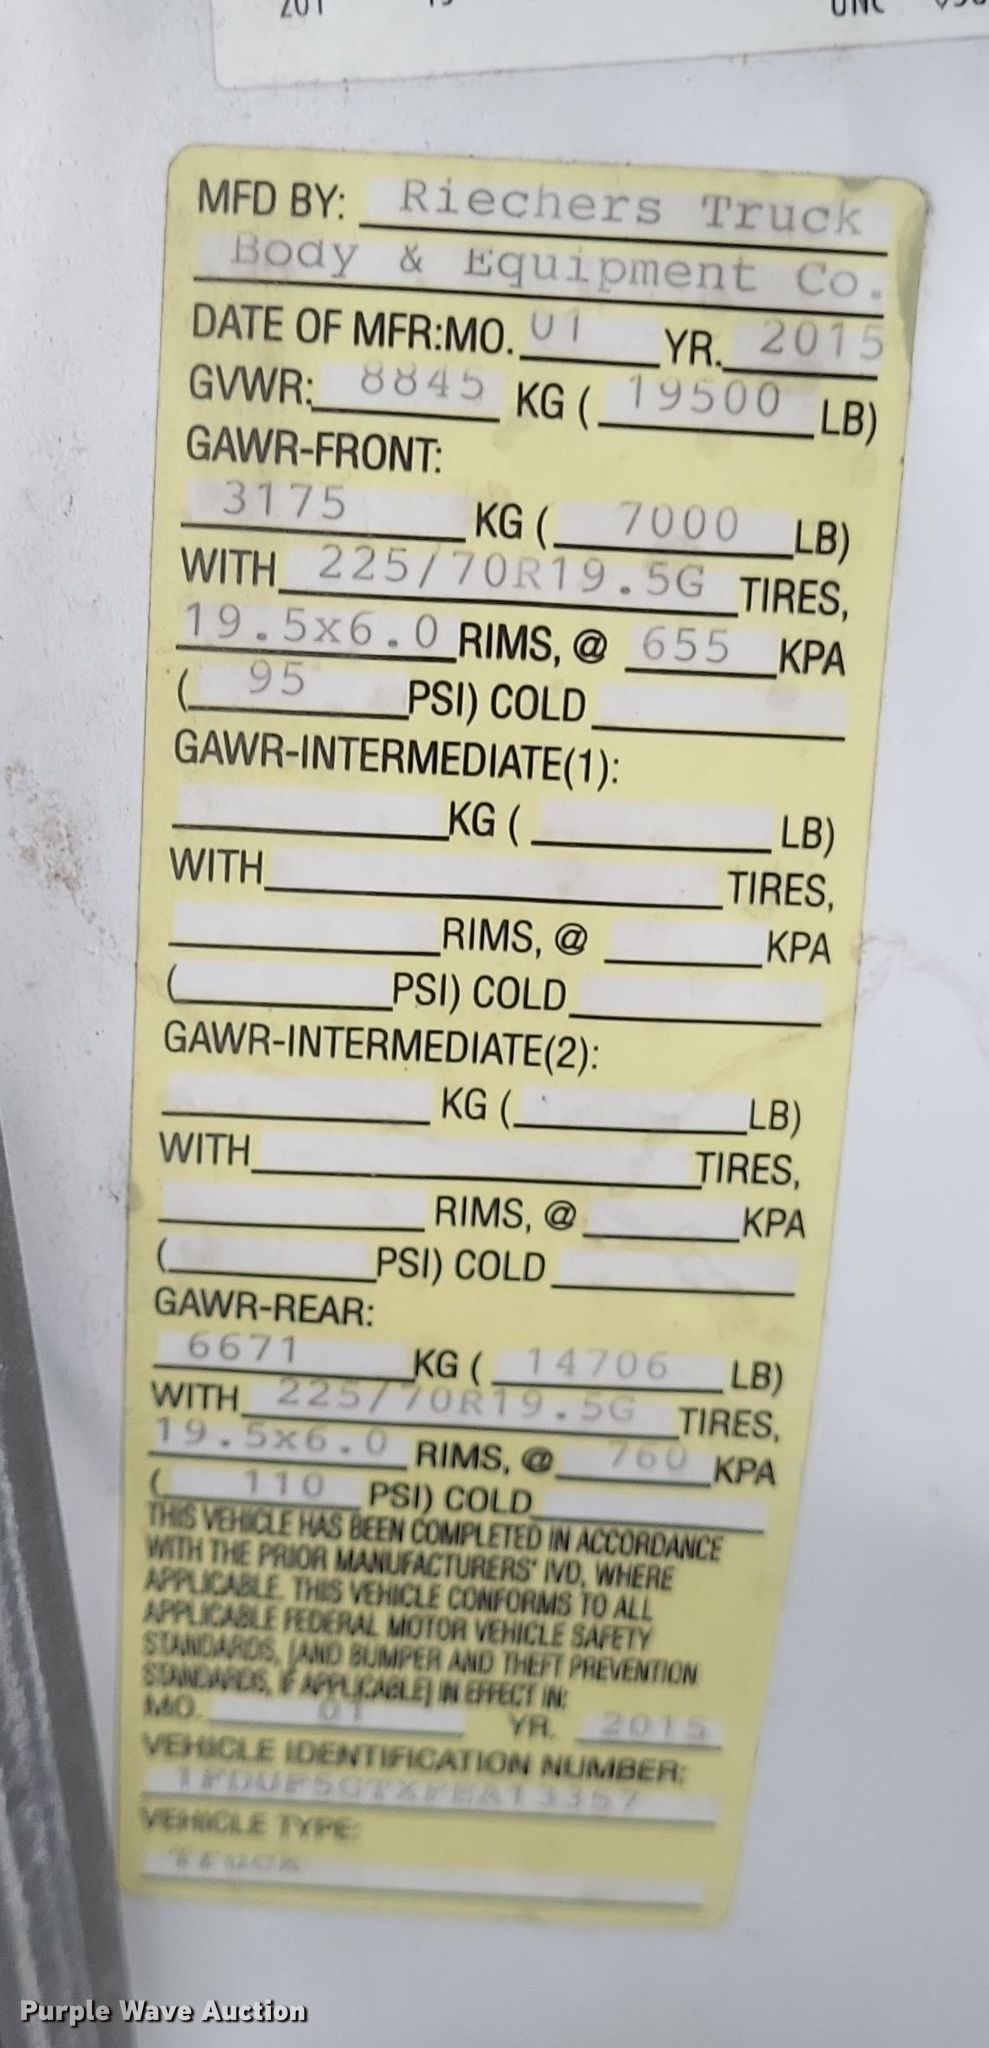 201
MFD BY: Riechers Truck
Body & Equipment Co.
DATE OF MFR:MO. 01 YR. 2015
GVWR: 8845 KG ( 19500 LB)
GAWR-FRONT:
3175 KG ( 7000 LB)
WITH 225/70R19.5G TIRES,
19.5x6.0 RIMS, @ 655 KPA
( 95 PSI) COLD
GAWR-INTERMEDIATE(1):
KG ( LB)
WITH TIRES,
RIMS, @ KPA
( PSI) COLD
GAWR-INTERMEDIATE(2):
KG ( LB)
WITH TIRES,
RIMS, @ KPA
( PSI) COLD
GAWR-REAR:
6671 KG ( 14706 LB)
WITH 225/70R19.5G TIRES,
19.5x6.0 RIMS, @ 760 KPA
( 110 PSI) COLD
THIS VEHICLE HAS BEEN COMPLETED IN ACCORDANCE
WITH THE PRIOR MANUFACTURERS' IVD, WHERE
APPLICABLE. THIS VEHICLE CONFORMS TO ALL
APPLICABLE FEDERAL MOTOR VEHICLE SAFETY
STANDARDS, [AND BUMPER AND THEFT PREVENTION
STANDARDS, IF APPLICABLE] IN EFFECT IN:
MO. 01 YR. 2015
VEHICLE IDENTIFICATION NUMBER:
VEHICLE TYPE:
Truck
Purple Wave Auction